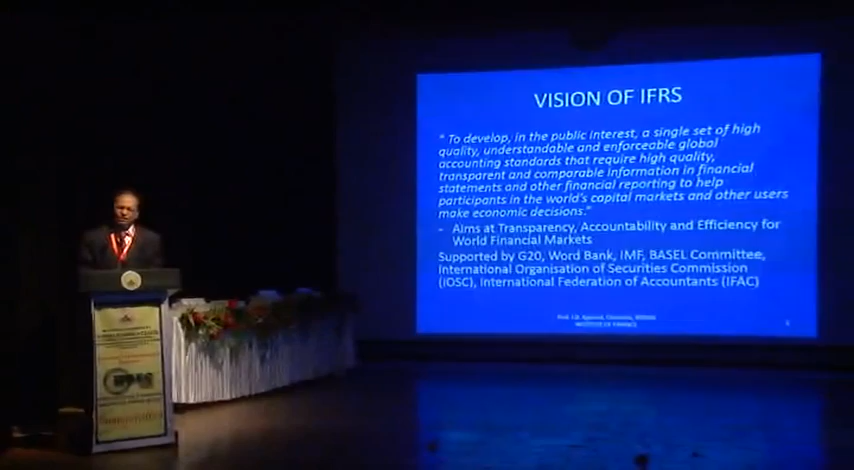 VISION OF IFRS
“ To develop, in the public interest, a single set of high
quality, understandable and enforceable global
accounting standards that require high quality,
transparent and comparable information in financial
statements and other financial reporting to help
participants in the world's capital markets and other users
make economic decisions.”
- Aims at Transparency, Accountability and Efficiency for
World Financial Markets
Supported by G20, Word Bank, IMF, BASEL Committee,
International Organisation of Securities Commission
(IOSC), International Federation of Accountants (IFAC)
INSTITUTE OF FINANCE